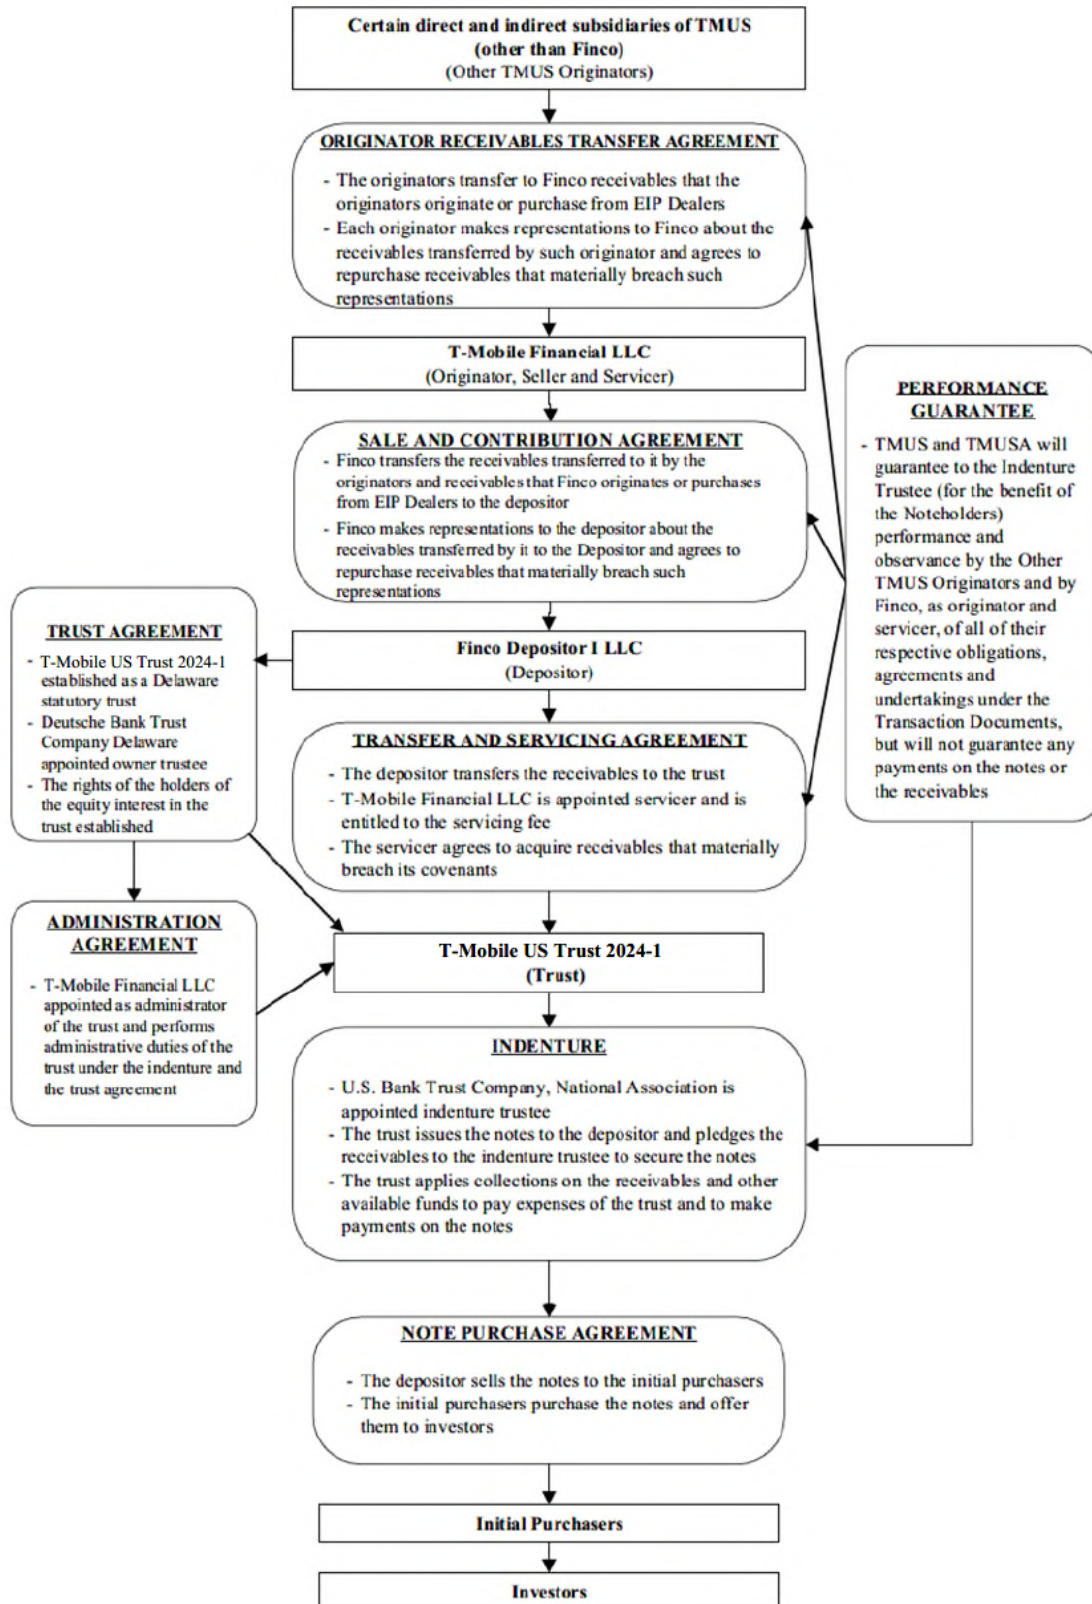 Certain direct and indirect subsidiaries of TMUS
(other than Finco)
(Other TMUS Originators)
ORIGINATOR RECEIVABLES TRANSFER AGREEMENT
- The originators transfer to Finco receivables that the
originators originate or purchase from EIP Dealers
- Each originator makes representations to Finco about the
receivables transferred by such originator and agrees to
repurchase receivables that materially breach such
representations
T-Mobile Financial LLC
(Originator, Seller and Servicer)
SALE AND CONTRIBUTION AGREEMENT
- Finco transfers the receivables transferred to it by the
originators and receivables that Finco originates or purchases
from EIP Dealers to the depositor
- Finco makes representations to the depositor about the
receivables transferred by it to the Depositor and agrees to
repurchase receivables that materially breach such
representations
PERFORMANCE
GUARANTEE
- TMUS and TMUSA will
guarantee to the Indenture
Trustee (for the benefit of
the Noteholders)
performance and
observance by the Other
TMUS Originators and by
Finco, as originator and
servicer, of all of their
respective obligations,
agreements and
undertakings under the
Transaction Documents,
but will not guarantee any
payments on the notes or
the receivables
TRUST AGREEMENT
- T-Mobile US Trust 2024-1
established as a Delaware
statutory trust
- Deutsche Bank Trust
Company Delaware
appointed owner trustee
- The rights of the holders of
the equity interest in the
trust established
Finco Depositor I LLC
(Depositor)
TRANSFER AND SERVICING AGREEMENT
- The depositor transfers the receivables to the trust
- T-Mobile Financial LLC is appointed servicer and is
entitled to the servicing fee
- The servicer agrees to acquire receivables that materially
breach its covenants
ADMINISTRATION
AGREEMENT
- T-Mobile Financial LLC
appointed as administrator
of the trust and performs
administrative duties of the
trust under the indenture and
the trust agreement
T-Mobile US Trust 2024-1
(Trust)
INDENTURE
- U.S. Bank Trust Company, National Association is
appointed indenture trustee
- The trust issues the notes to the depositor and pledges the
receivables to the indenture trustee to secure the notes
- The trust applies collections on the receivables and other
available funds to pay expenses of the trust and to make
payments on the notes
NOTE PURCHASE AGREEMENT
- The depositor sells the notes to the initial purchasers
- The initial purchasers purchase the notes and offer
them to investors
Initial Purchasers
Investors